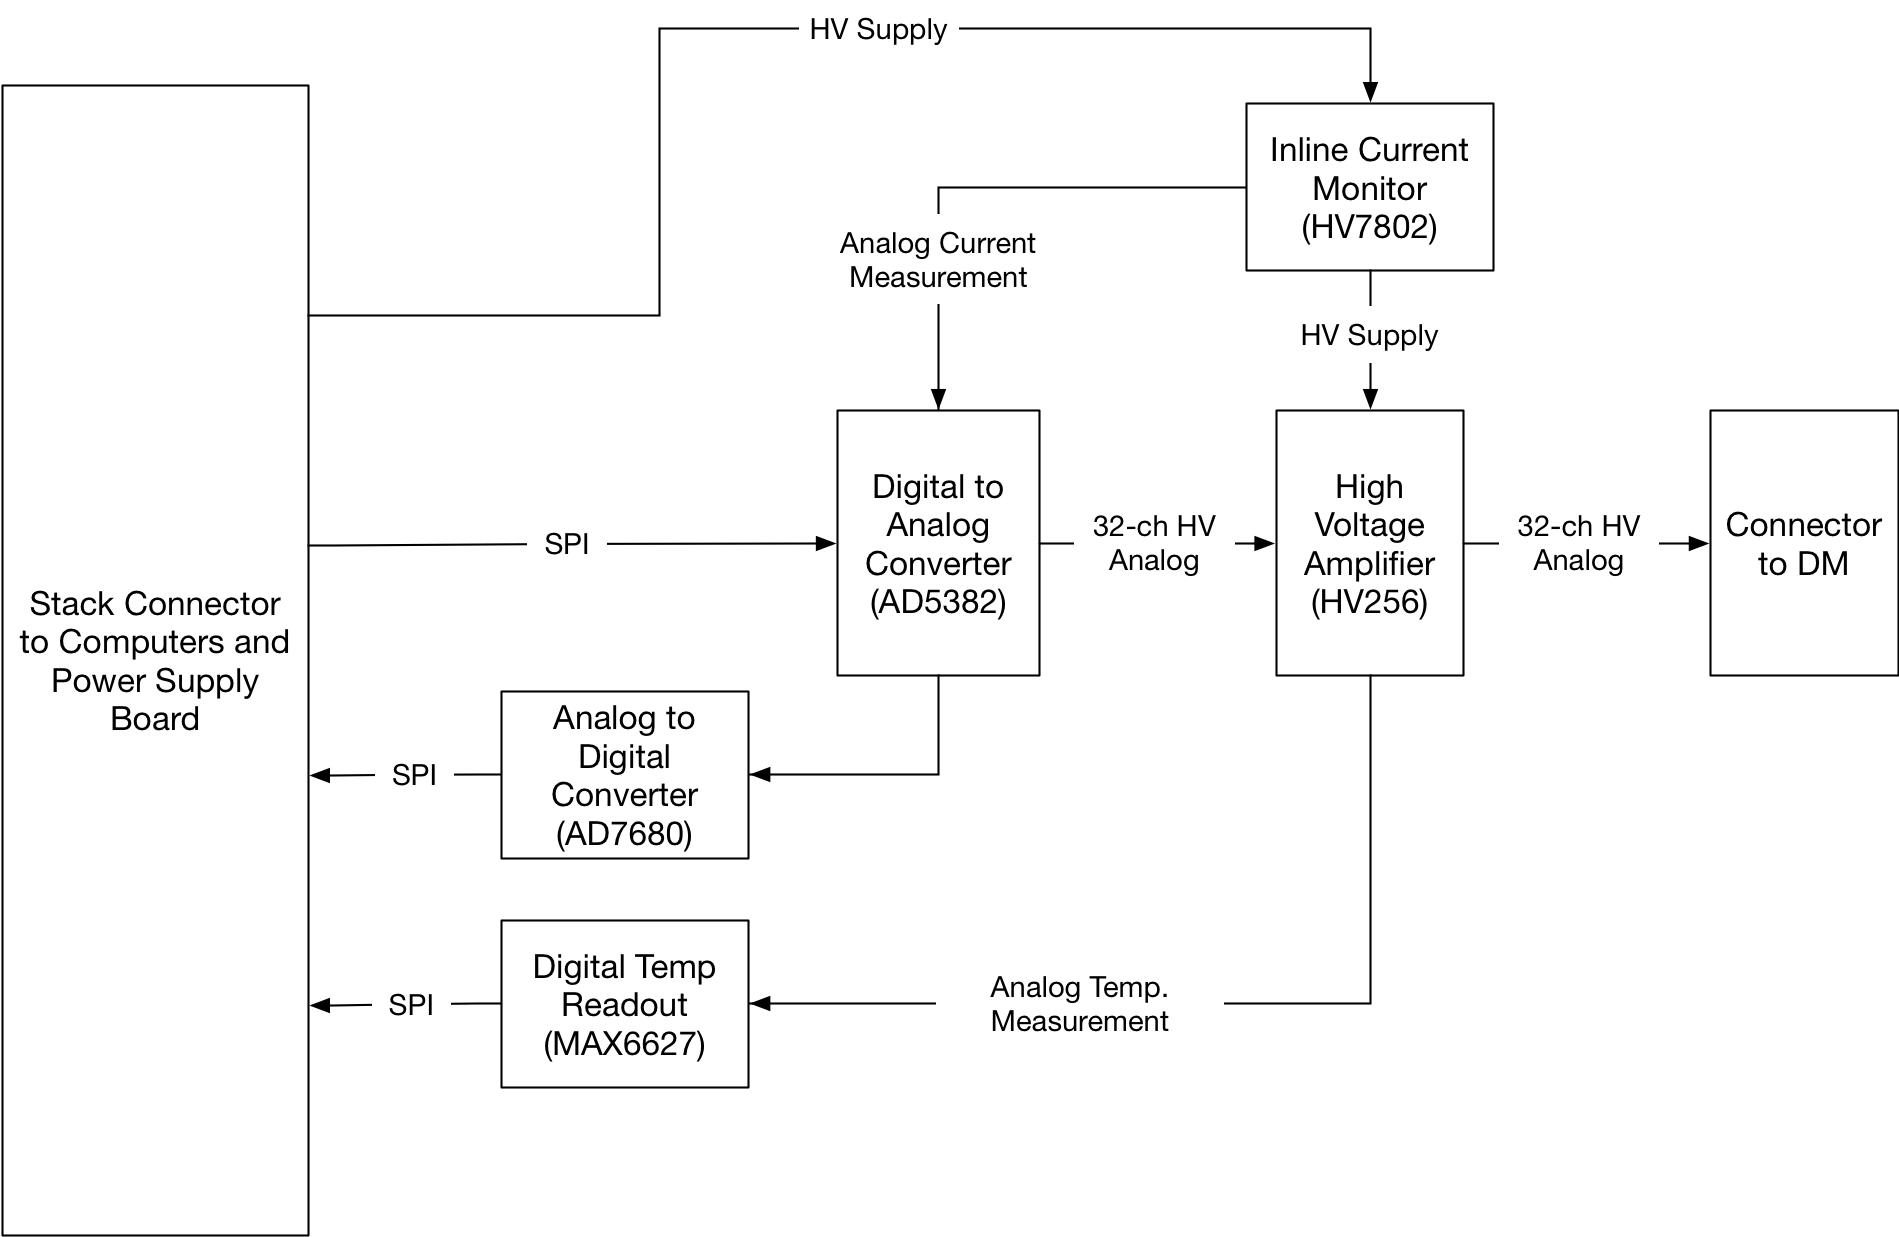 HV Supply
Inline Current
Monitor
(HV7802)
Analog Current
Measurement
HV Supply
Stack Connector
to Computers and
Power Supply
Board
SPI
Digital to
Analog
Converter
(AD5382)
32-ch HV
Analog
High
Voltage
Amplifier
(HV256)
32-ch HV
Analog
Connector
to DM
SPI
Analog to
Digital
Converter
(AD7680)
SPI
Digital Temp
Readout
(MAX6627)
Analog Temp.
Measurement